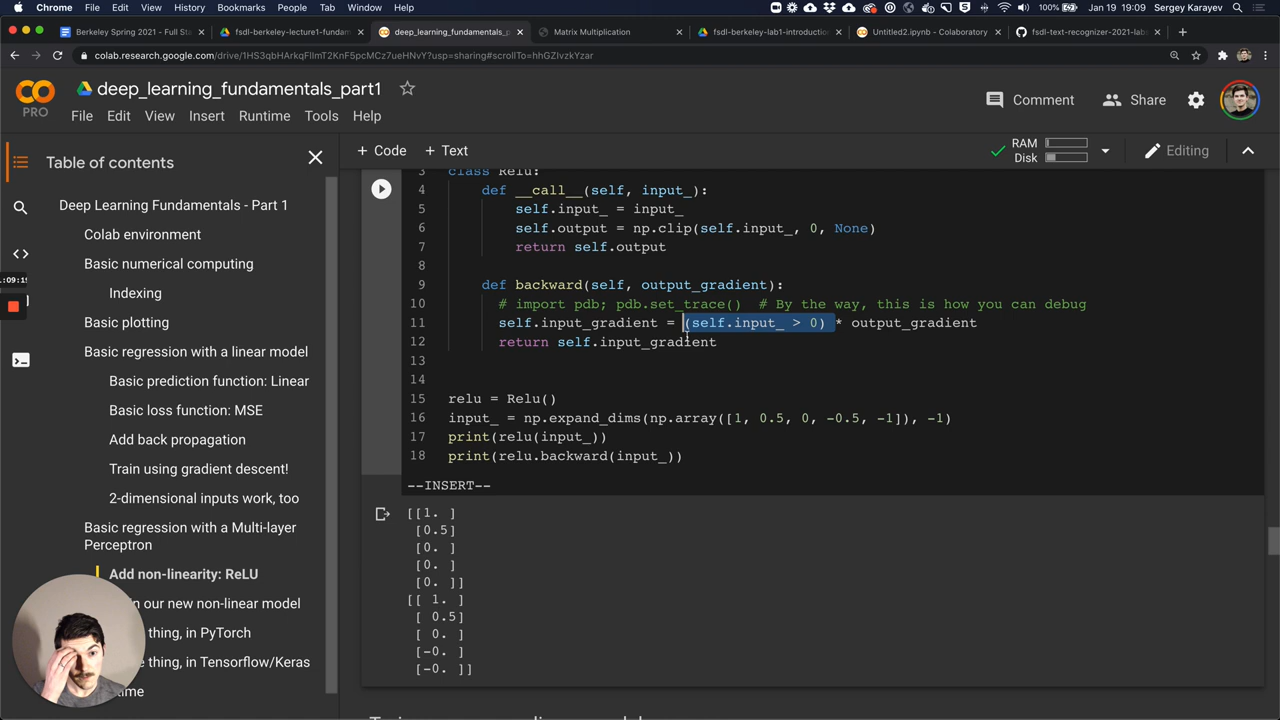 Chrome File Edit View History Bookmarks People Tab Window Help 100% Jan 19 19:09 Sergey Karayev
Berkeley Spring 2021 - Full Sta
fsdl-berkeley-lecture1-fundam
deep_learning_fundamentals_p
Matrix Multiplication
fsdl-berkeley-lab1-introduction
Untitled2.ipynb - Colaboratory
fsdl-text-recognizer-2021-lab
colab.research.google.com/drive/1HS3qbHArkqFlImT2KnF5pcMCz7ueHNvY?usp=sharing#scrollTo=hhGZIvzkYzar
PRO
deep_learning_fundamentals_part1
File Edit View Insert Runtime Tools Help
Comment
Share
Table of contents
+ Code + Text
RAM
Disk
Editing
Deep Learning Fundamentals - Part 1
Colab environment
Basic numerical computing
Indexing
Basic plotting
Basic regression with a linear model
Basic prediction function: Linear
Basic loss function: MSE
Add back propagation
Train using gradient descent!
2-dimensional inputs work, too
Basic regression with a Multi-layer
Perceptron
Add non-linearity: ReLU
n our new non-linear model
thing, in PyTorch
e thing, in Tensorflow/Keras
time
1:09:19
3 class Relu:
4 def __call__(self, input_):
5 self.input_ = input_
6 self.output = np.clip(self.input_, 0, None)
7 return self.output
8
9 def backward(self, output_gradient):
10 # import pdb; pdb.set_trace()  # By the way, this is how you can debug
11 self.input_gradient = (self.input_ > 0) * output_gradient
12 return self.input_gradient
13
14
15 relu = Relu()
16 input_ = np.expand_dims(np.array([1, 0.5, 0, -0.5, -1]), -1)
17 print(relu(input_))
18 print(relu.backward(input_))
--INSERT--
[[1. ]
[0.5]
[0. ]
[0. ]
[0. ]]
[[ 1. ]
[ 0.5]
[ 0. ]
[-0. ]
[-0. ]]